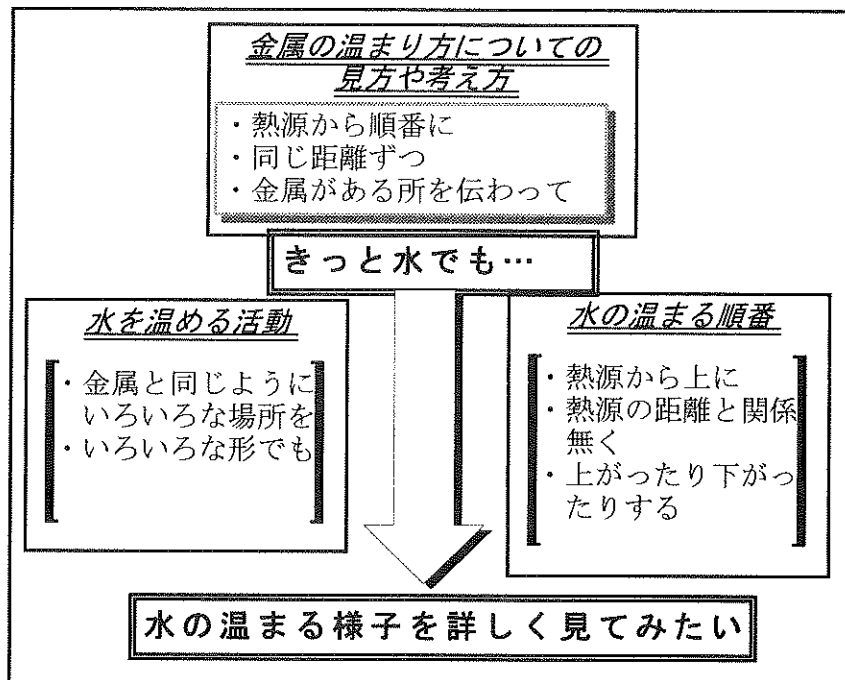 金属の温まり方についての
見方や考え方
・熱源から順番に
・同じ距離ずつ
・金属がある所を伝わって
きっと水でも…
水を温める活動
・金属と同じように
いろいろな場所を
・いろいろな形でも
水の温まる順番
・熱源から上に
・熱源の距離と関係
無く
・上がったり下がっ
たりする
水の温まる様子を詳しく見てみたい